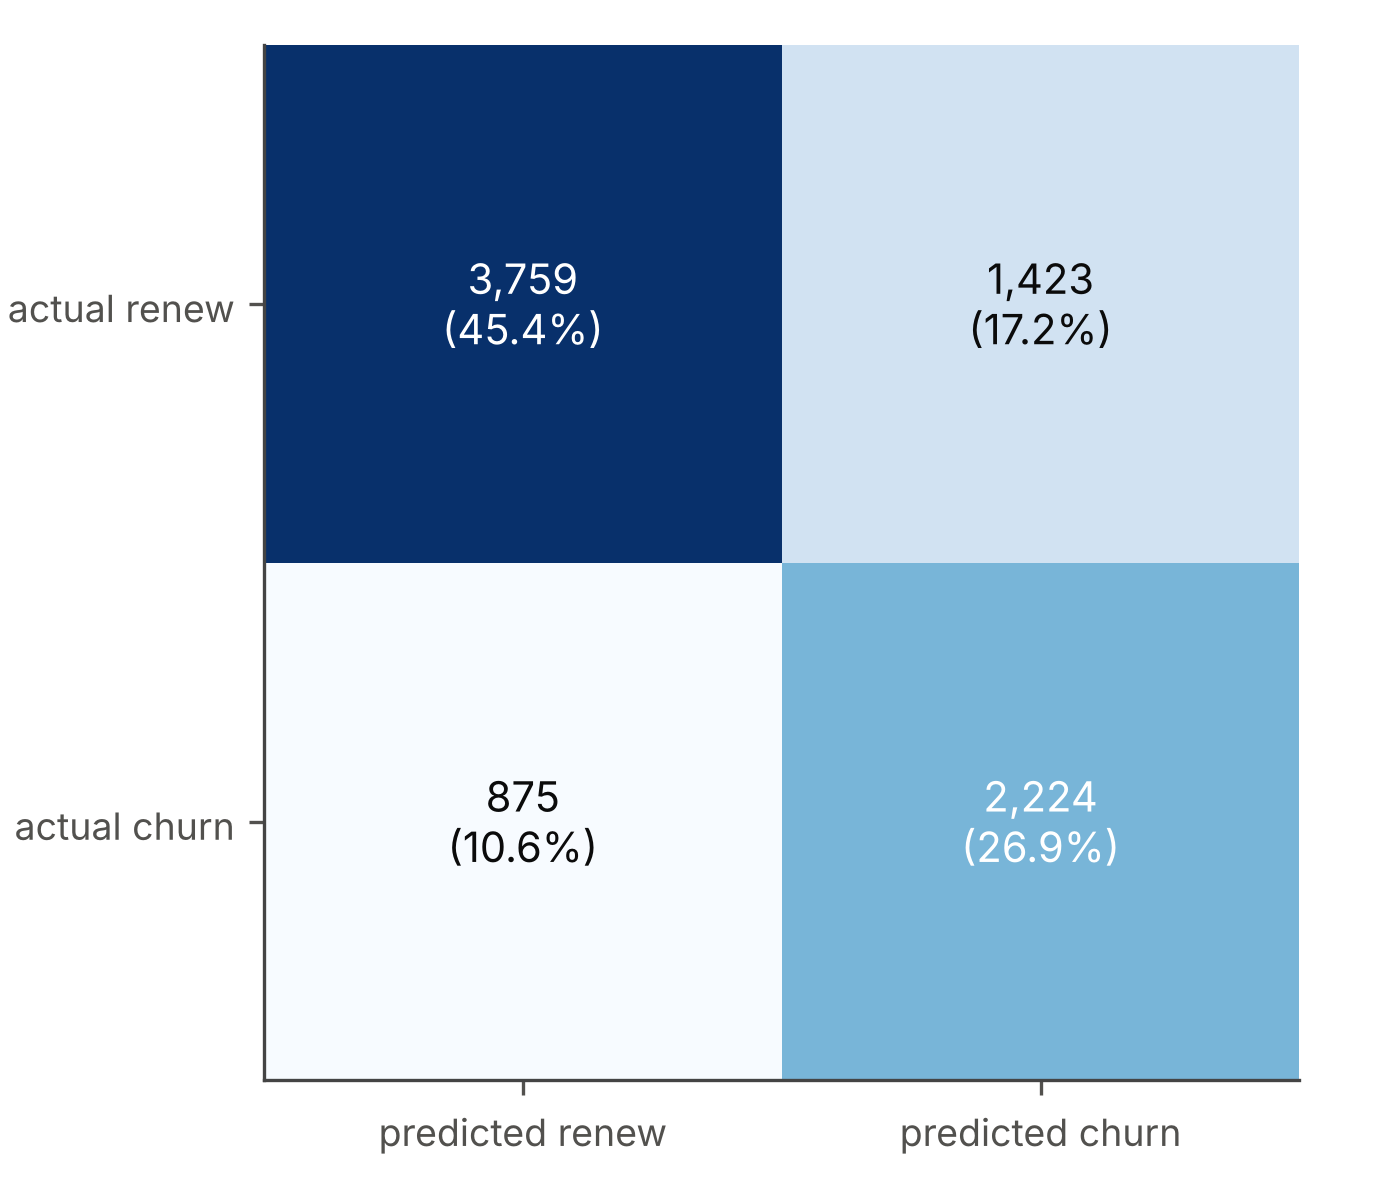 actual renew
3,759
(45.4%)
1,423
(17.2%)
actual churn
875
(10.6%)
2,224
(26.9%)
predicted renew
predicted churn